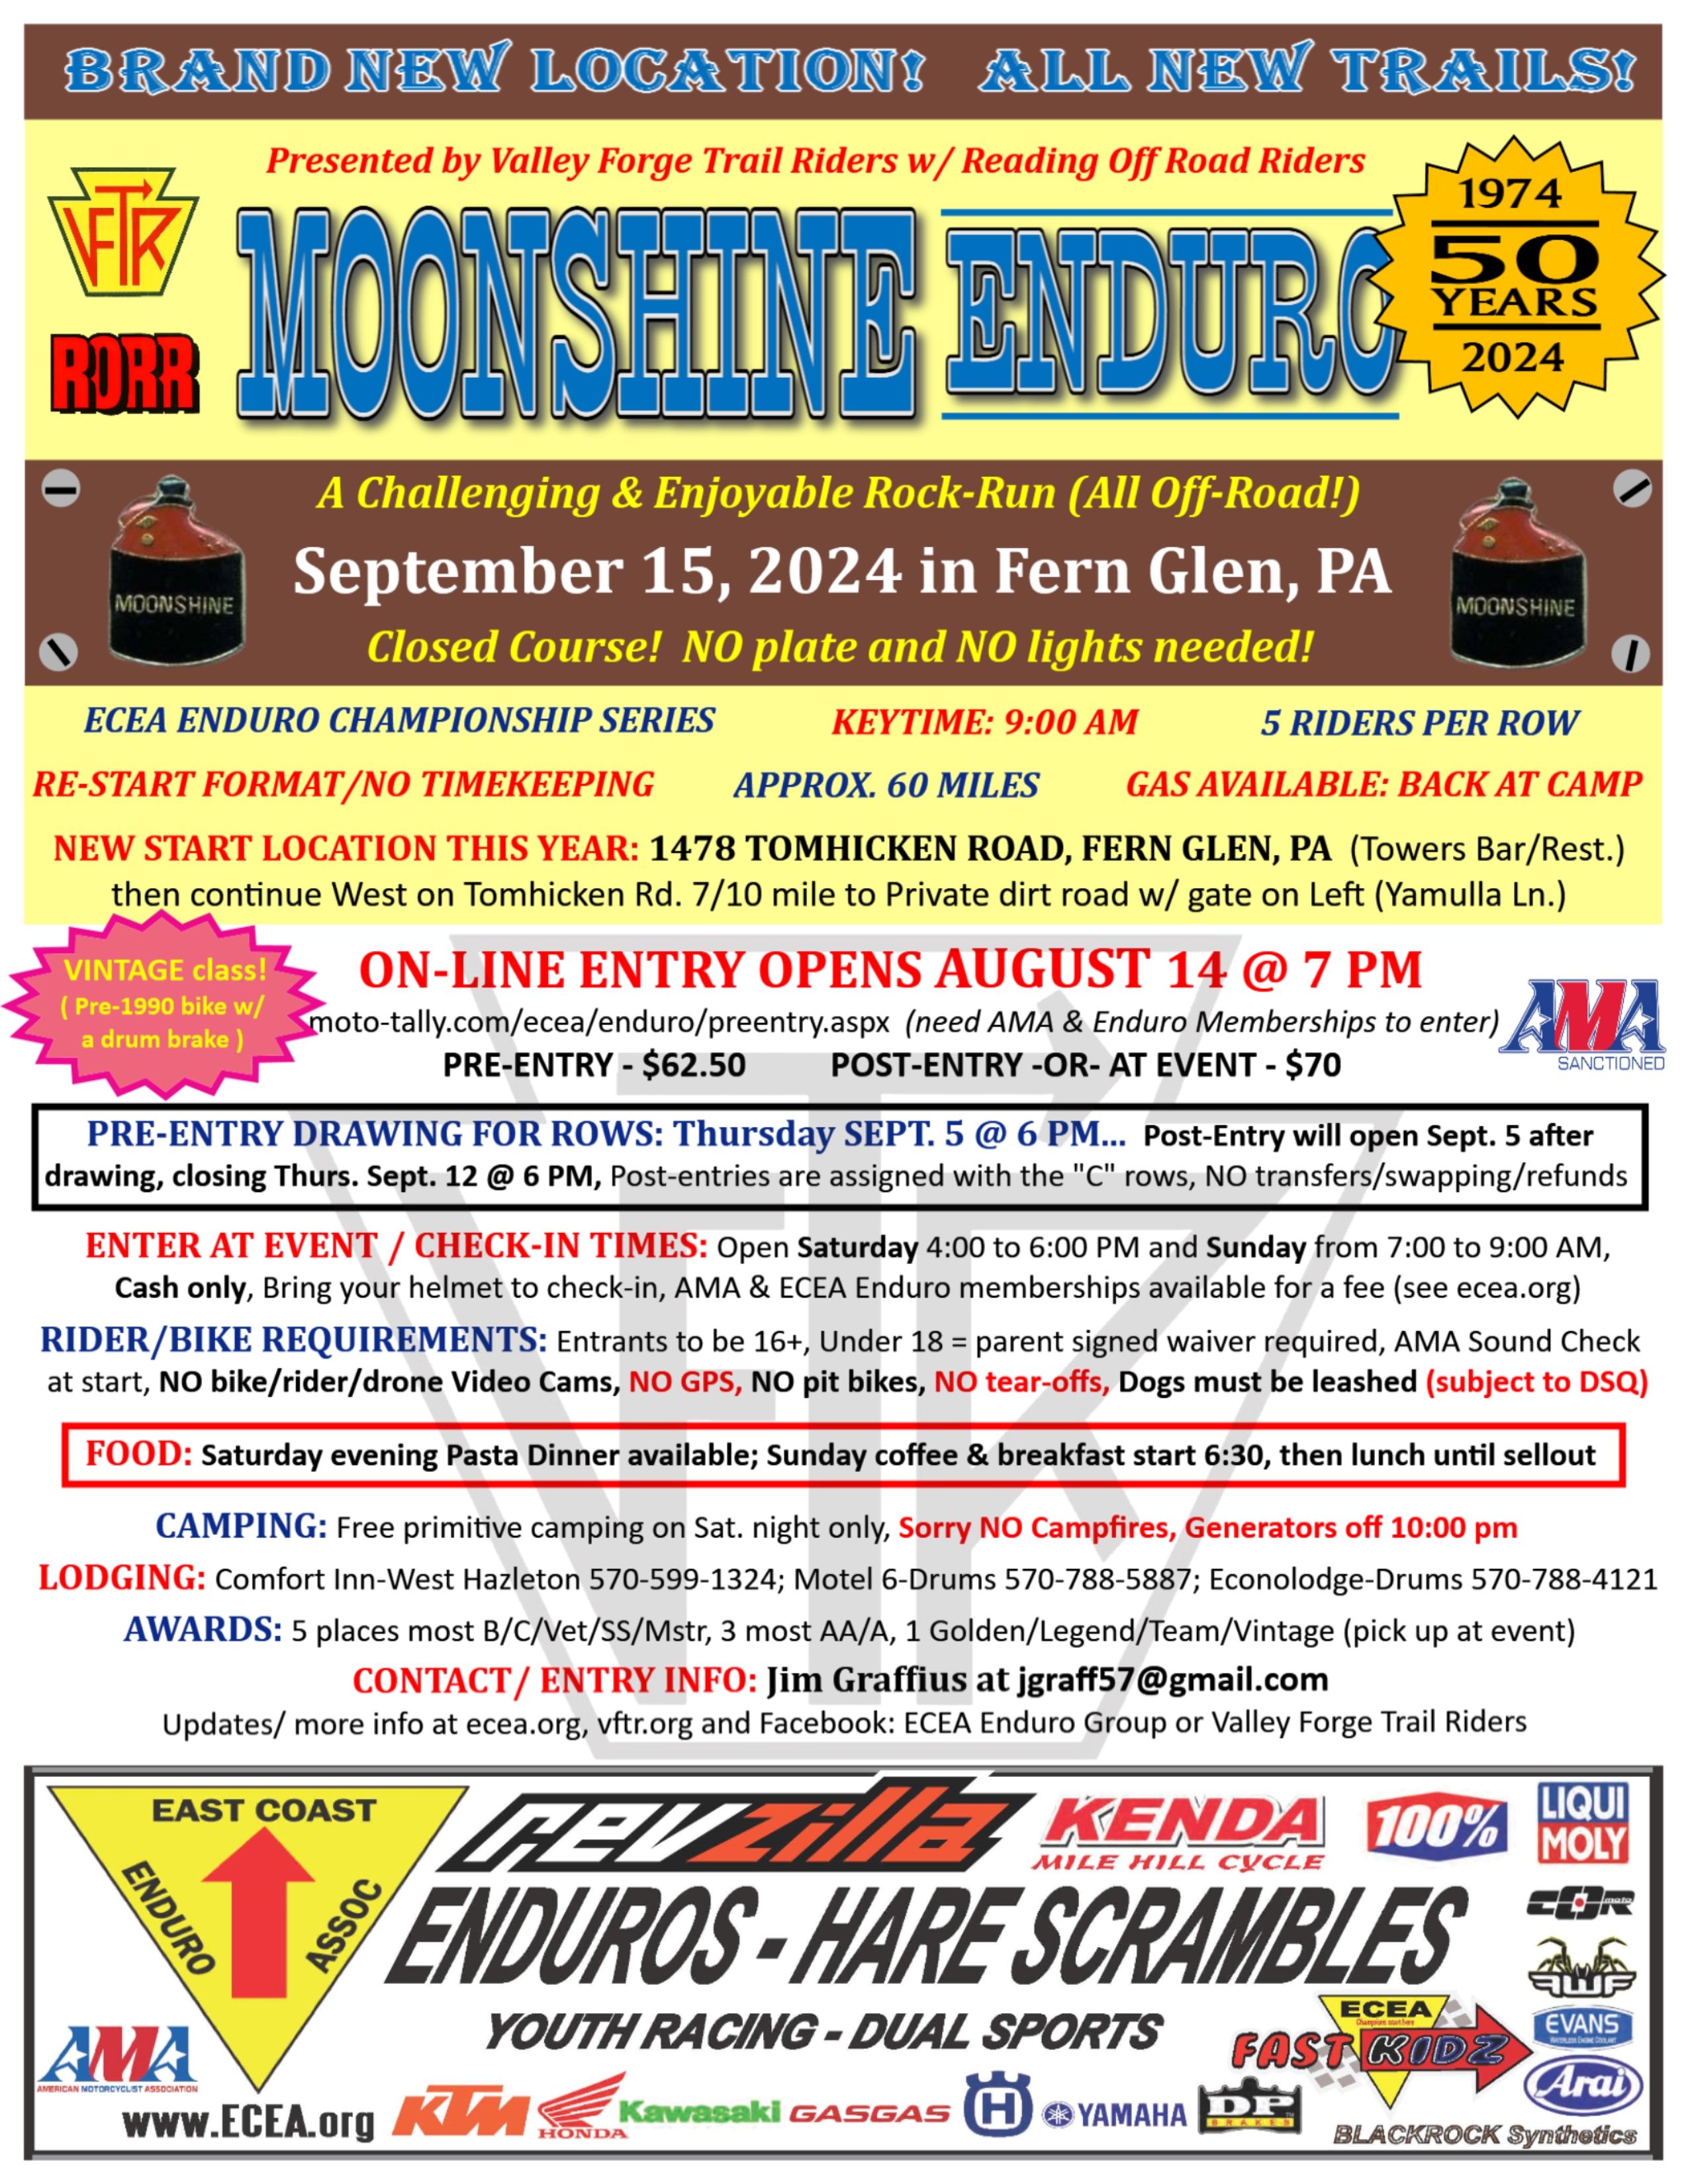 BRAND NEW LOCATION! ALL NEW TRAILS!
Presented by Valley Forge Trail Riders w/ Reading Off Road Riders
VFTR
RORR
MOONSHINE ENDURO
1974
50
YEARS
2024
A Challenging & Enjoyable Rock-Run (All Off-Road!)
September 15, 2024 in Fern Glen, PA
Closed Course! NO plate and NO lights needed!
MOONSHINE
MOONSHINE
ECEA ENDURO CHAMPIONSHIP SERIES KEYTIME: 9:00 AM 5 RIDERS PER ROW
RE-START FORMAT/NO TIMEKEEPING APPROX. 60 MILES GAS AVAILABLE: BACK AT CAMP
NEW START LOCATION THIS YEAR: 1478 TOMHICKEN ROAD, FERN GLEN, PA (Towers Bar/Rest.)
then continue West on Tomhicken Rd. 7/10 mile to Private dirt road w/ gate on Left (Yamulla Ln.)
VINTAGE class!
( Pre-1990 bike w/
a drum brake )
ON-LINE ENTRY OPENS AUGUST 14 @ 7 PM
moto-tally.com/ecea/enduro/preentry.aspx (need AMA & Enduro Memberships to enter)
PRE-ENTRY - $62.50 POST-ENTRY -OR- AT EVENT - $70
AMA
SANCTIONED
PRE-ENTRY DRAWING FOR ROWS: Thursday SEPT. 5 @ 6 PM... Post-Entry will open Sept. 5 after
drawing, closing Thurs. Sept. 12 @ 6 PM, Post-entries are assigned with the "C" rows, NO transfers/swapping/refunds
ENTER AT EVENT / CHECK-IN TIMES: Open Saturday 4:00 to 6:00 PM and Sunday from 7:00 to 9:00 AM,
Cash only, Bring your helmet to check-in, AMA & ECEA Enduro memberships available for a fee (see ecea.org)
RIDER/BIKE REQUIREMENTS: Entrants to be 16+, Under 18 = parent signed waiver required, AMA Sound Check
at start, NO bike/rider/drone Video Cams, NO GPS, NO pit bikes, NO tear-offs, Dogs must be leashed (subject to DSQ)
FOOD: Saturday evening Pasta Dinner available; Sunday coffee & breakfast start 6:30, then lunch until sellout
CAMPING: Free primitive camping on Sat. night only, Sorry NO Campfires, Generators off 10:00 pm
LODGING: Comfort Inn-West Hazleton 570-599-1324; Motel 6-Drums 570-788-5887; Econolodge-Drums 570-788-4121
AWARDS: 5 places most B/C/Vet/SS/Mstr, 3 most AA/A, 1 Golden/Legend/Team/Vintage (pick up at event)
CONTACT/ ENTRY INFO: Jim Graffius at jgraff57@gmail.com
Updates/ more info at ecea.org, vftr.org and Facebook: ECEA Enduro Group or Valley Forge Trail Riders
EAST COAST
ENDURO
ASSOC
revzilla
KENDA
MILE HILL CYCLE
100%
LIQUI
MOLY
ENDUROS - HARE SCRAMBLES
YOUTH RACING - DUAL SPORTS
COR moto
FWF
EVANS
ECEA
Champions start here
FAST KIDZ
Arai
AMA
AMERICAN MOTORCYCLIST ASSOCIATION
www.ECEA.org
KTM
HONDA
Kawasaki
GASGAS
H
YAMAHA
DP
BRAKES
BLACKROCK Synthetics